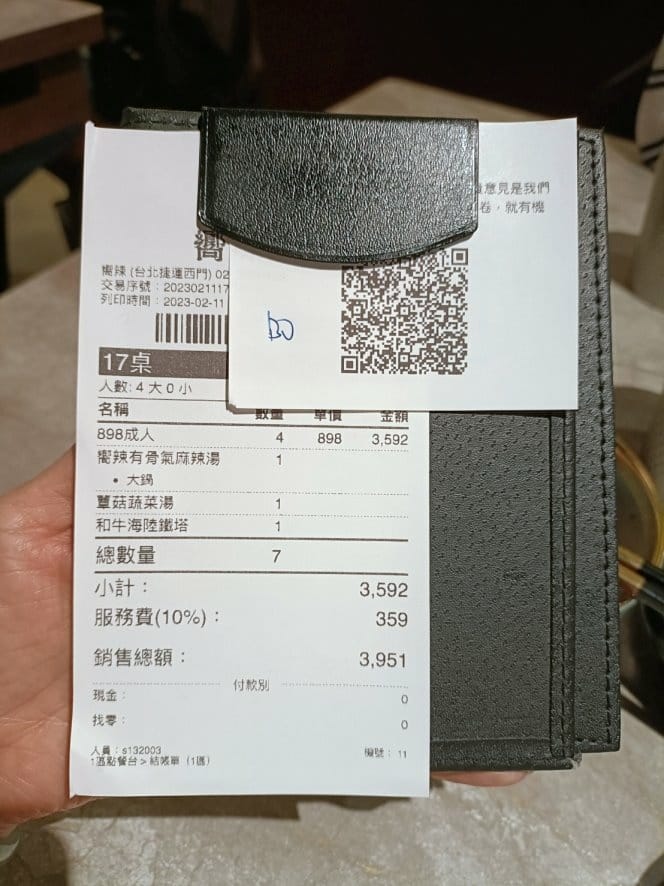 意見是我們
卷,就有機
嚮
嚮辣 (台北捷運西門) 02
交易序號:2023021117
列印時間:2023-02-11
17桌
人數: 4 大 0 小
名稱 數量 單價 金額
898成人 4 898 3,592
嚮辣有骨氣麻辣湯 1
• 大鍋
蕈菇蔬菜湯 1
和牛海陸鐵塔 1
總數量 7
小計: 3,592
服務費(10%): 359
銷售總額: 3,951
付款別
現金: 0
找零: 0
人員:s132003
1區點餐台 > 結帳單 (1區) 機號: 11